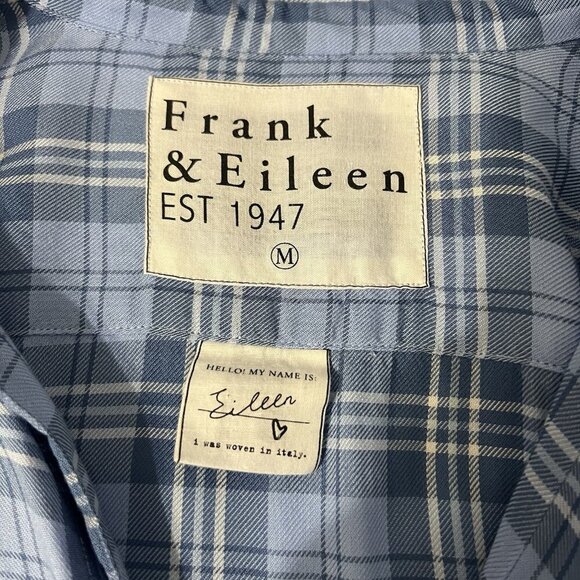 Frank
& Eileen
EST 1947
M
HELLO! MY NAME IS:
Eileen
i was woven in italy.